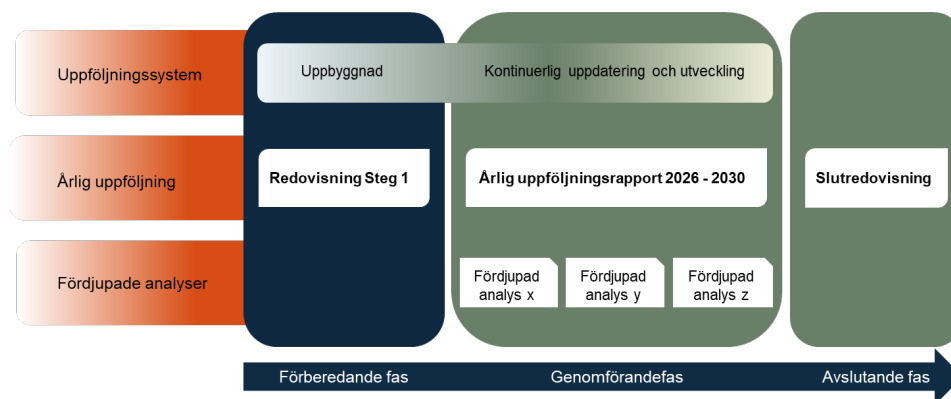 Uppföljningssystem
Uppbyggnad
Kontinuerlig uppdatering och utveckling
Årlig uppföljning
Redovisning Steg 1
Årlig uppföljningsrapport 2026 - 2030
Slutredovisning
Fördjupade analyser
Fördjupad
analys x
Fördjupad
analys y
Fördjupad
analys z
Förberedande fas
Genomförandefas
Avslutande fas